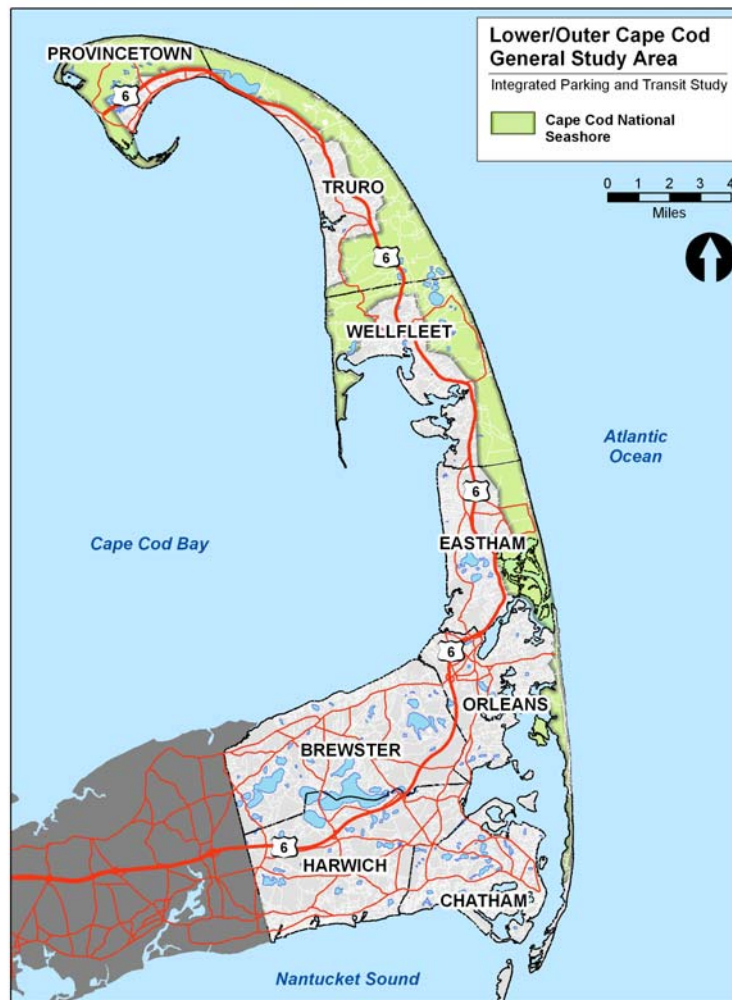 Lower/Outer Cape Cod
General Study Area
Integrated Parking and Transit Study
Cape Cod National
Seashore
0 1 2 3 4
Miles
PROVINCETOWN
6
TRURO
6
WELLFLEET
Atlantic
Ocean
6
Cape Cod Bay
EASTHAM
6
ORLEANS
BREWSTER
6
HARWICH
CHATHAM
Nantucket Sound